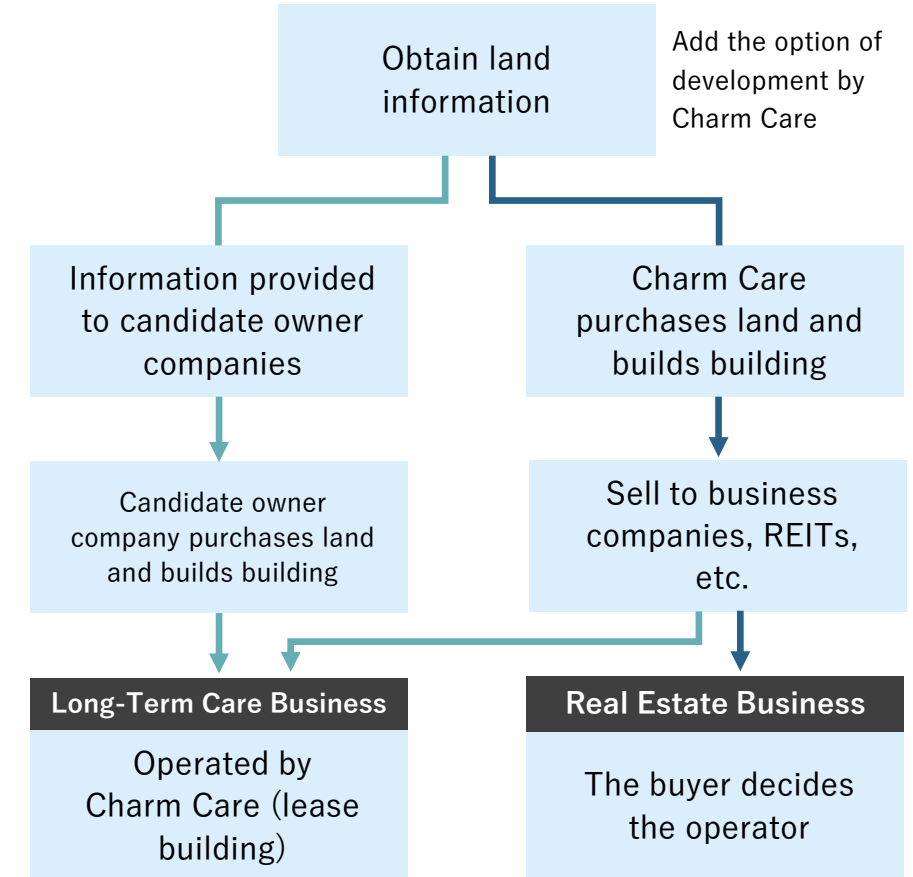 Obtain land
information
Add the option of
development by
Charm Care
Information provided
to candidate owner
companies
Charm Care
purchases land and
builds building
Candidate owner
company purchases land
and builds building
Sell to business
companies, REITs,
etc.
Long-Term Care Business
Operated by
Charm Care (lease
building)
Real Estate Business
The buyer decides
the operator